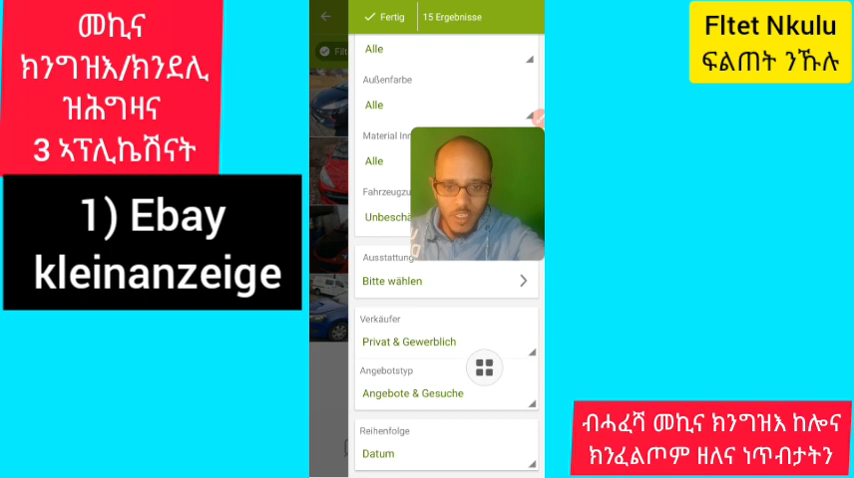 መኪና
ክንግዝእ/ክንደሊ
ዝሕግዛና
3 ኣፕሊኬሽናት
1) Ebay
kleinanzeige
Fertig
15 Ergebnisse
Alle
Außenfarbe
Alle
Material
Alle
Ausstattung
Bitte wählen
Verkäufer
Privat & Gewerblich
Angebotstyp
Angebote & Gesuche
Reihenfolge
Datum
Fltet Nkulu
ፍልጠት ንኹሉ
ብሓፈሻ መኪና ክንግዝእ ከሎና
ክንፈልጦም ዘለና ነጥብታትን